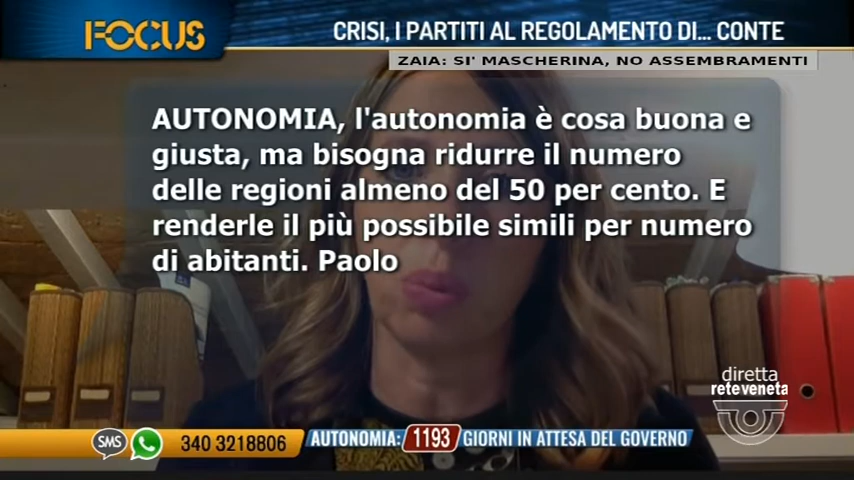 FOCUS
CRISI, I PARTITI AL REGOLAMENTO DI... CONTE
ZAIA: SI' MASCHERINA, NO ASSEMBRAMENTI
AUTONOMIA, l'autonomia è cosa buona e
giusta, ma bisogna ridurre il numero
delle regioni almeno del 50 per cento. E
renderle il più possibile simili per numero
di abitanti. Paolo
diretta
reteveneta
SMS 340 3218806 AUTONOMIA: 1193 GIORNI IN ATTESA DEL GOVERNO